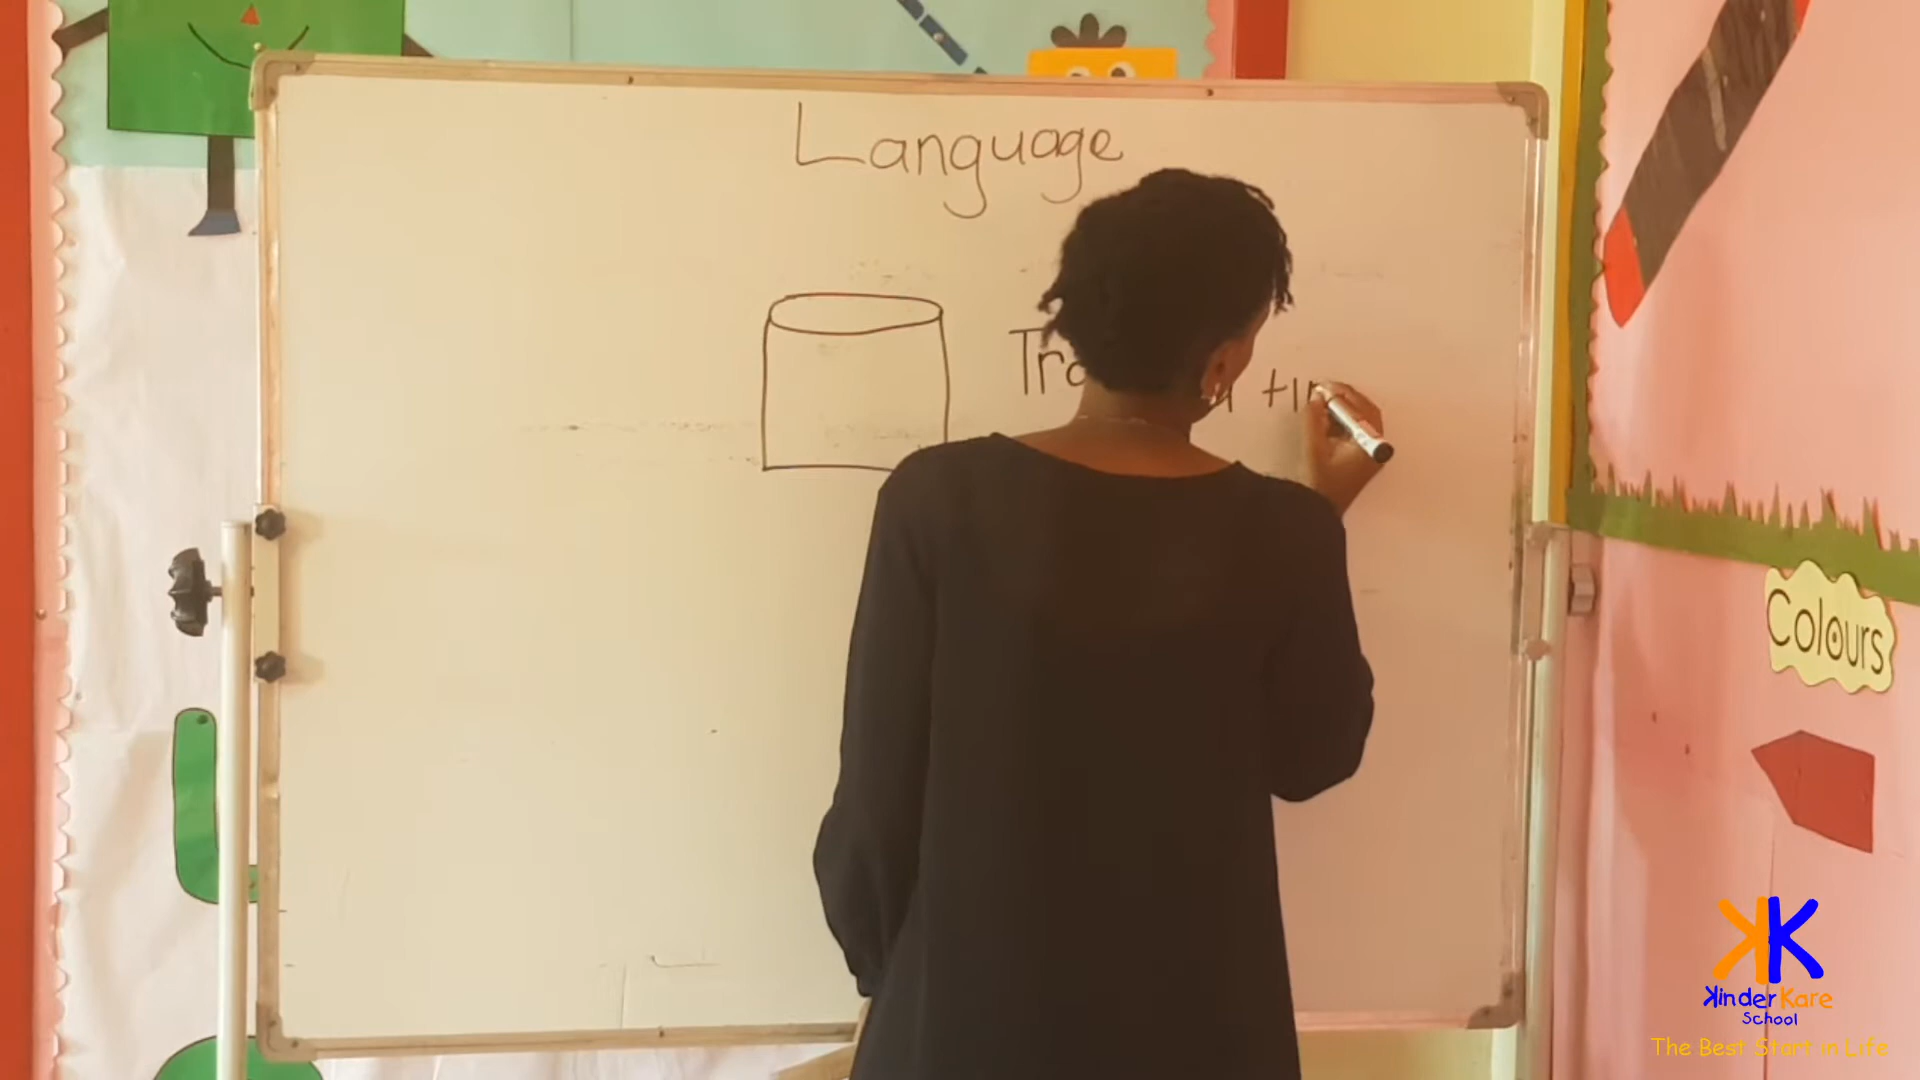 Language
Colours
KinderKare
School
The Best Start in Life